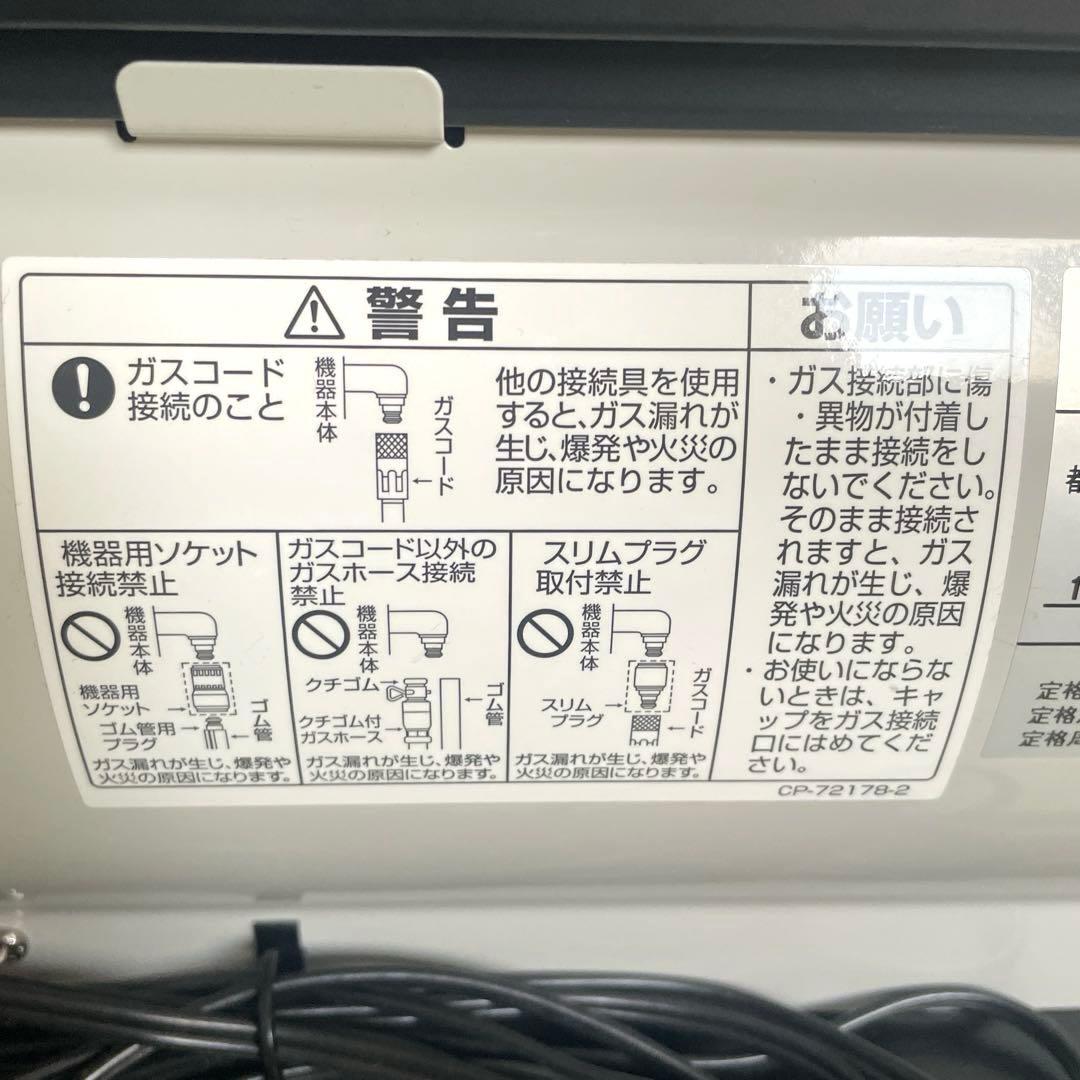 警告
ガスコード
接続のこと
機器本体
ガスコード
他の接続具を使用
すると、ガス漏れが
生じ、爆発や火災の
原因になります。
機器用ソケット
接続禁止
機器本体
機器用
ソケット
ゴム管用
プラグ
ゴム管
ガス漏れが生じ、爆発や
火災の原因になります。
ガスコード以外の
ガスホース接続
禁止
機器本体
クチゴム
クチゴム付
ガスホース
ゴム管
ガス漏れが生じ、爆発や
火災の原因になります。
スリムプラグ
取付禁止
機器本体
スリム
プラグ
ガスコード
ガス漏れが生じ、爆発や
火災の原因になります。
お願い
・ガス接続部に傷
・異物が付着し
たまま接続をし
ないでください。
そのまま接続さ
れますと、ガス
漏れが生じ、爆
発や火災の原因
になります。
・お使いにならな
いときは、キャ
ップをガス接続
口にはめてくだ
さい。
CP-72178-2
定格
定格
定格